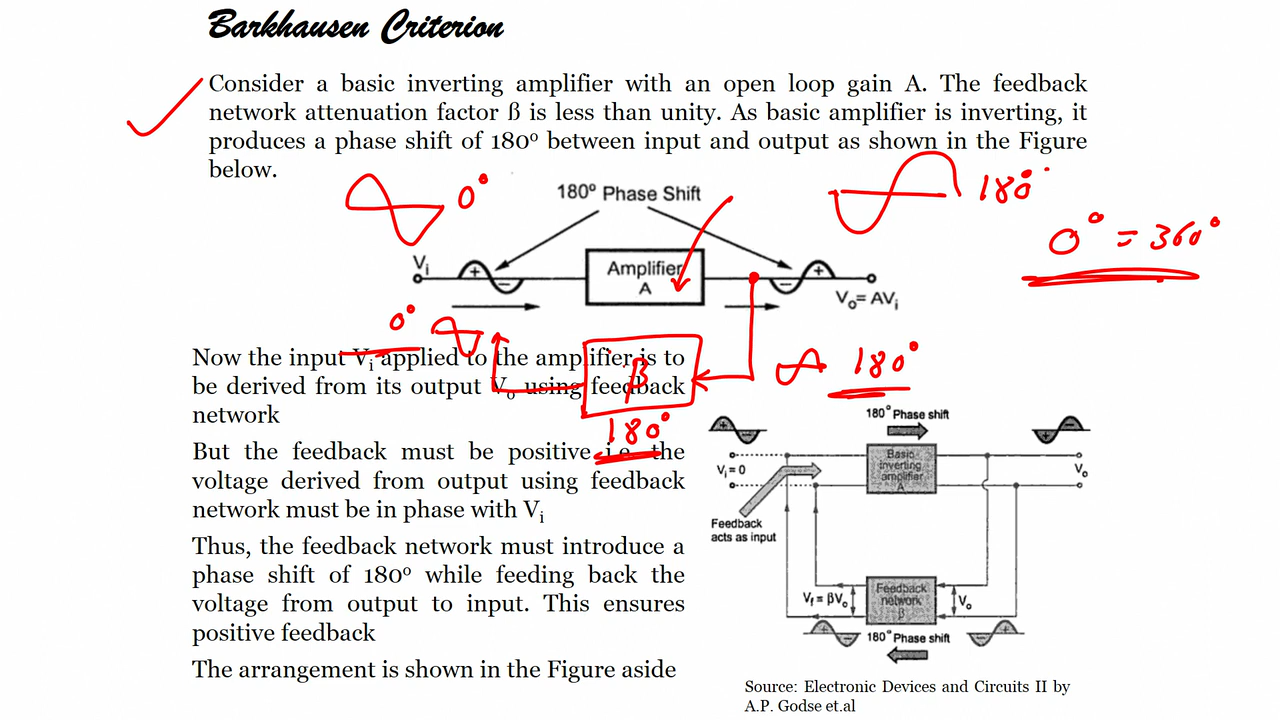 Barkhausen Criterion
Consider a basic inverting amplifier with an open loop gain A. The feedback
network attenuation factor ß is less than unity. As basic amplifier is inverting, it
produces a phase shift of 180º between input and output as shown in the Figure
below.
0°
180º Phase Shift
180°
0° = 360°
Vi
+
−
Amplifier
A
−
+
Vo= AVi
0°
β
180°
180°
Now the input Vi applied to the amplifier is to
be derived from its output Vo using feedback
network
But the feedback must be positive i.e. the
voltage derived from output using feedback
network must be in phase with Vi
Thus, the feedback network must introduce a
phase shift of 180º while feeding back the
voltage from output to input. This ensures
positive feedback
The arrangement is shown in the Figure aside
180° Phase shift
+
−
−
+
Vi = 0
Basic
inverting
amplifier
A
Vo
Feedback
acts as input
Vf = βVo
Feedback
network
β
Vo
+
−
180° Phase shift
−
+
Source: Electronic Devices and Circuits II by
A.P. Godse et.al